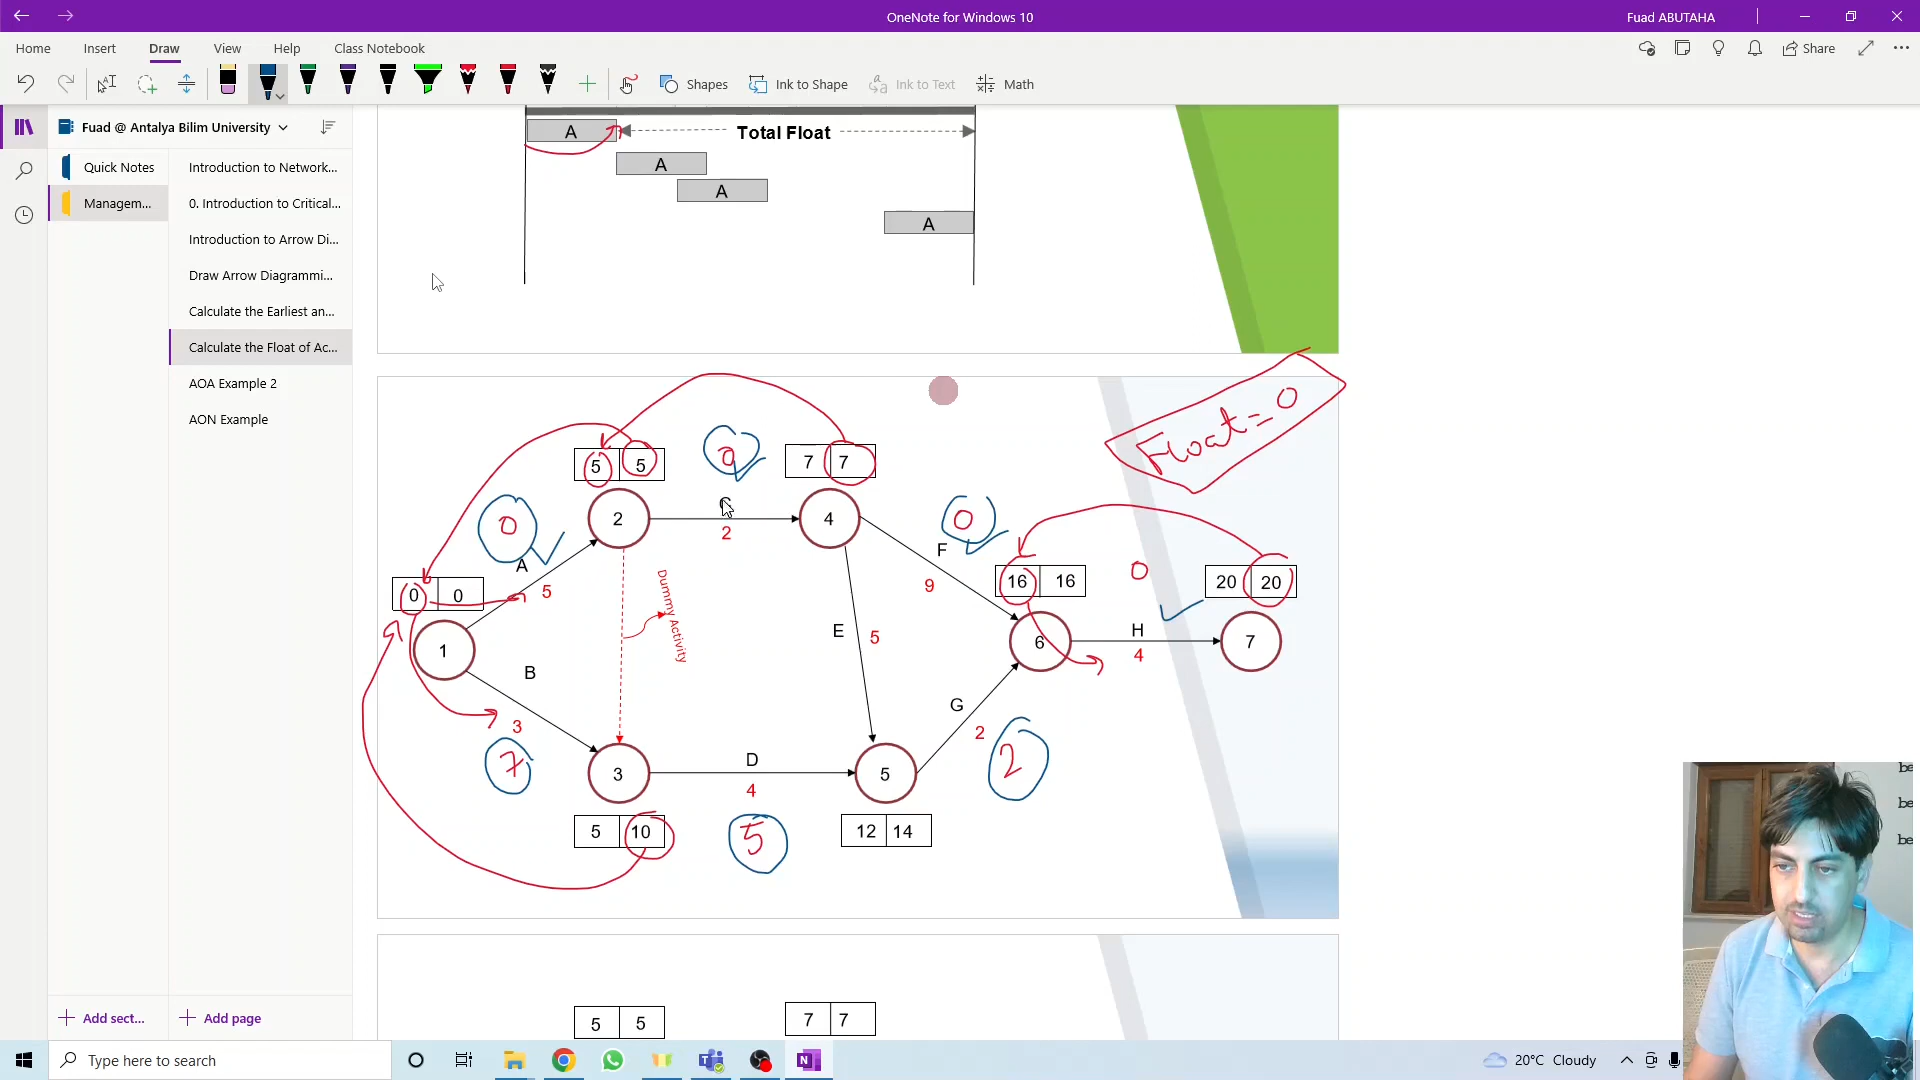 OneNote for Windows 10
Fuad ABUTAHA
Home Insert Draw View Help Class Notebook
Share
Shapes Ink to Shape Ink to Text Math
Fuad @ Antalya Bilim University
Quick Notes
Managem...
Introduction to Network...
0. Introduction to Critical...
Introduction to Arrow Di...
Draw Arrow Diagrammi...
Calculate the Earliest an...
Calculate the Float of Ac...
AOA Example 2
AON Example
Add sect...
Add page
A Total Float
A
A
A
Float=0
5 5
0
7 7
0
2
C
2
4
0
F
9
A
5
0 0
1
Dummy Activity
E
5
16 16
0
20 20
6
H
4
7
B
3
7
3
D
4
5
G
2
2
5 10
5
12 14
5 5
7 7
be
be
be
Type here to search
20°C Cloudy